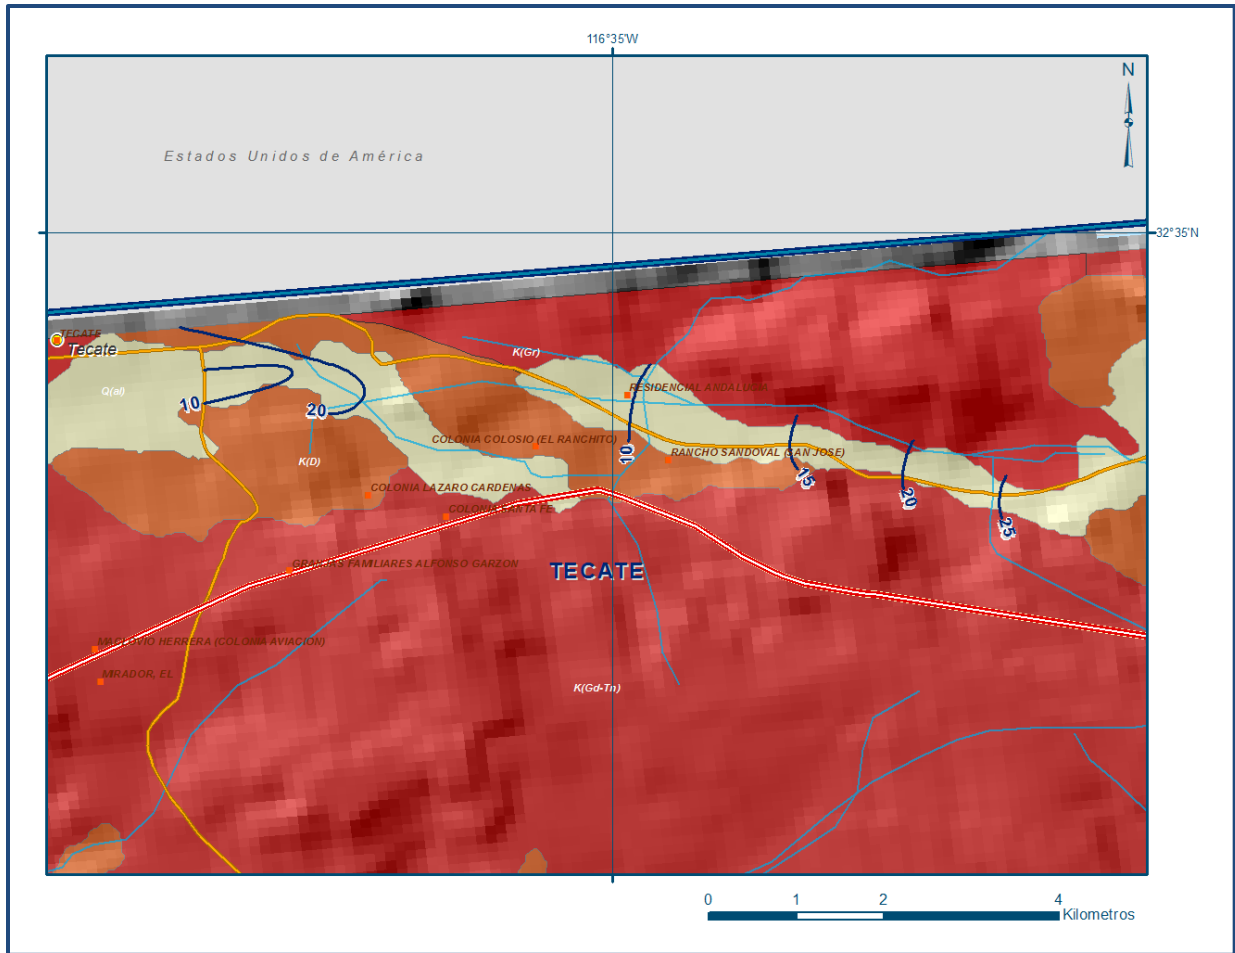 116°35'W
N
Estados Unidos de América
32°35'N
TECATE
Tecate
K(Gr)
Q(al)
RESIDENCIAL ANDALUCIA
10
20
COLONIA COLOSIO (EL RANCHITO)
10
RANCHO SANDOVAL (SAN JOSE)
K(D)
15
COLONIA LAZARO CARDENAS
20
COLONIA SANTA FE
25
GRANJAS FAMILIARES ALFONSO GARZON
TECATE
MACLOVIO HERRERA (COLONIA AVIACION)
MIRADOR, EL
K(Gd-Tn)
0 1 2 4
Kilometros